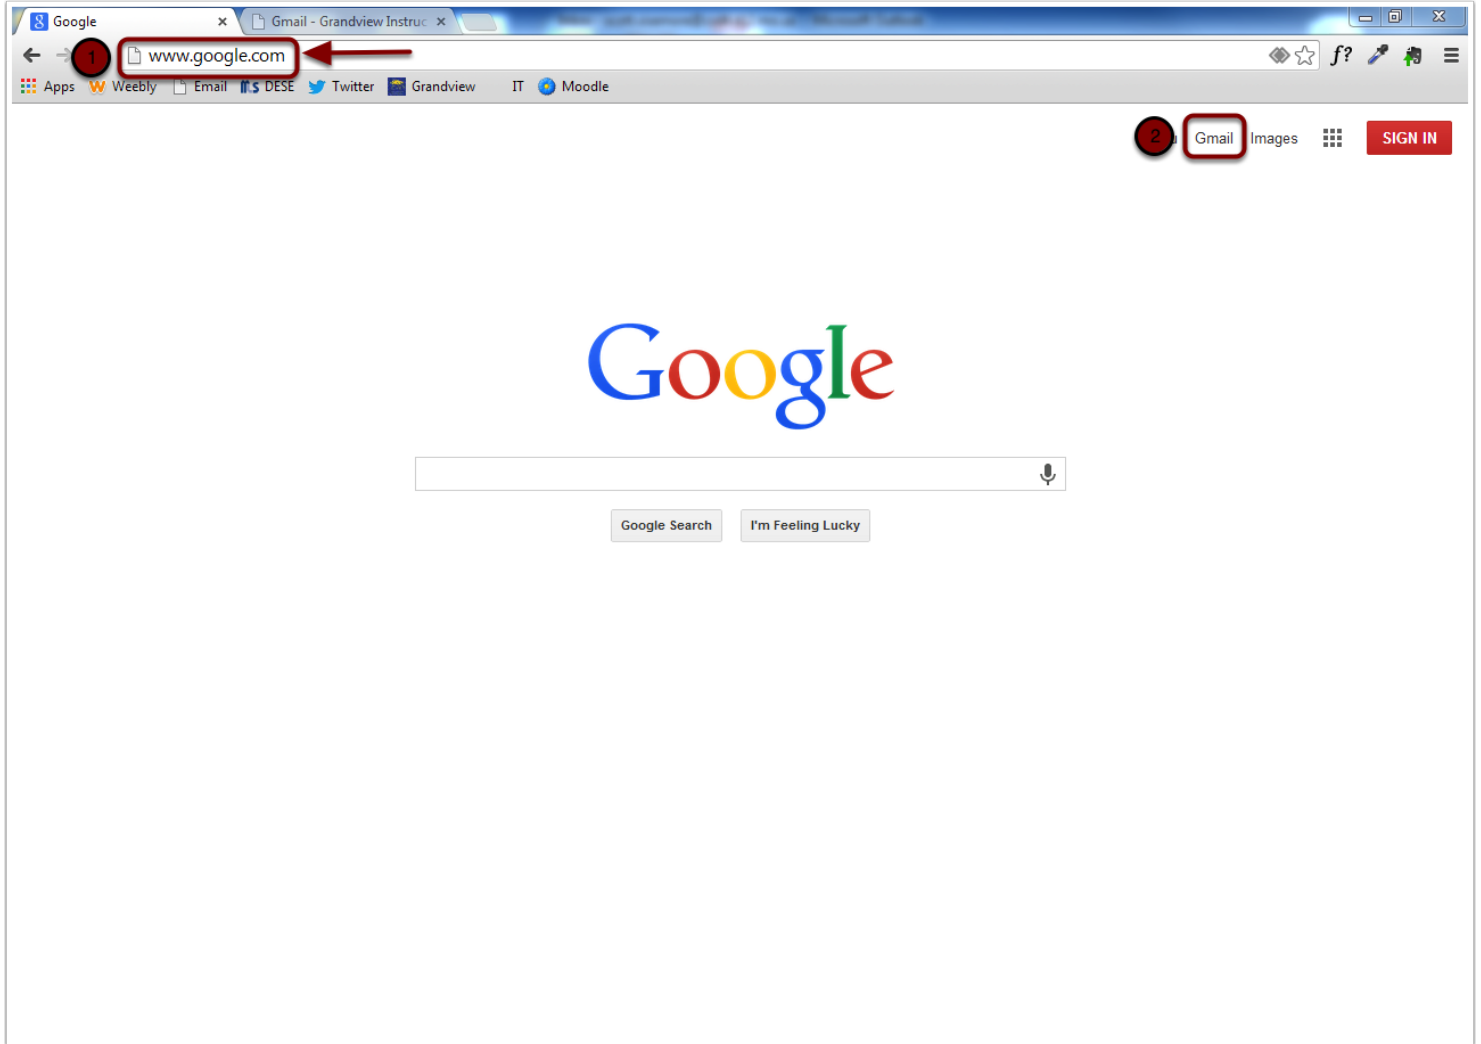 Google
Gmail - Grandview Instruc
1
www.google.com
f?
Apps Weebly Email DESE Twitter Grandview IT Moodle
2
Gmail Images SIGN IN
Google
Google Search I'm Feeling Lucky